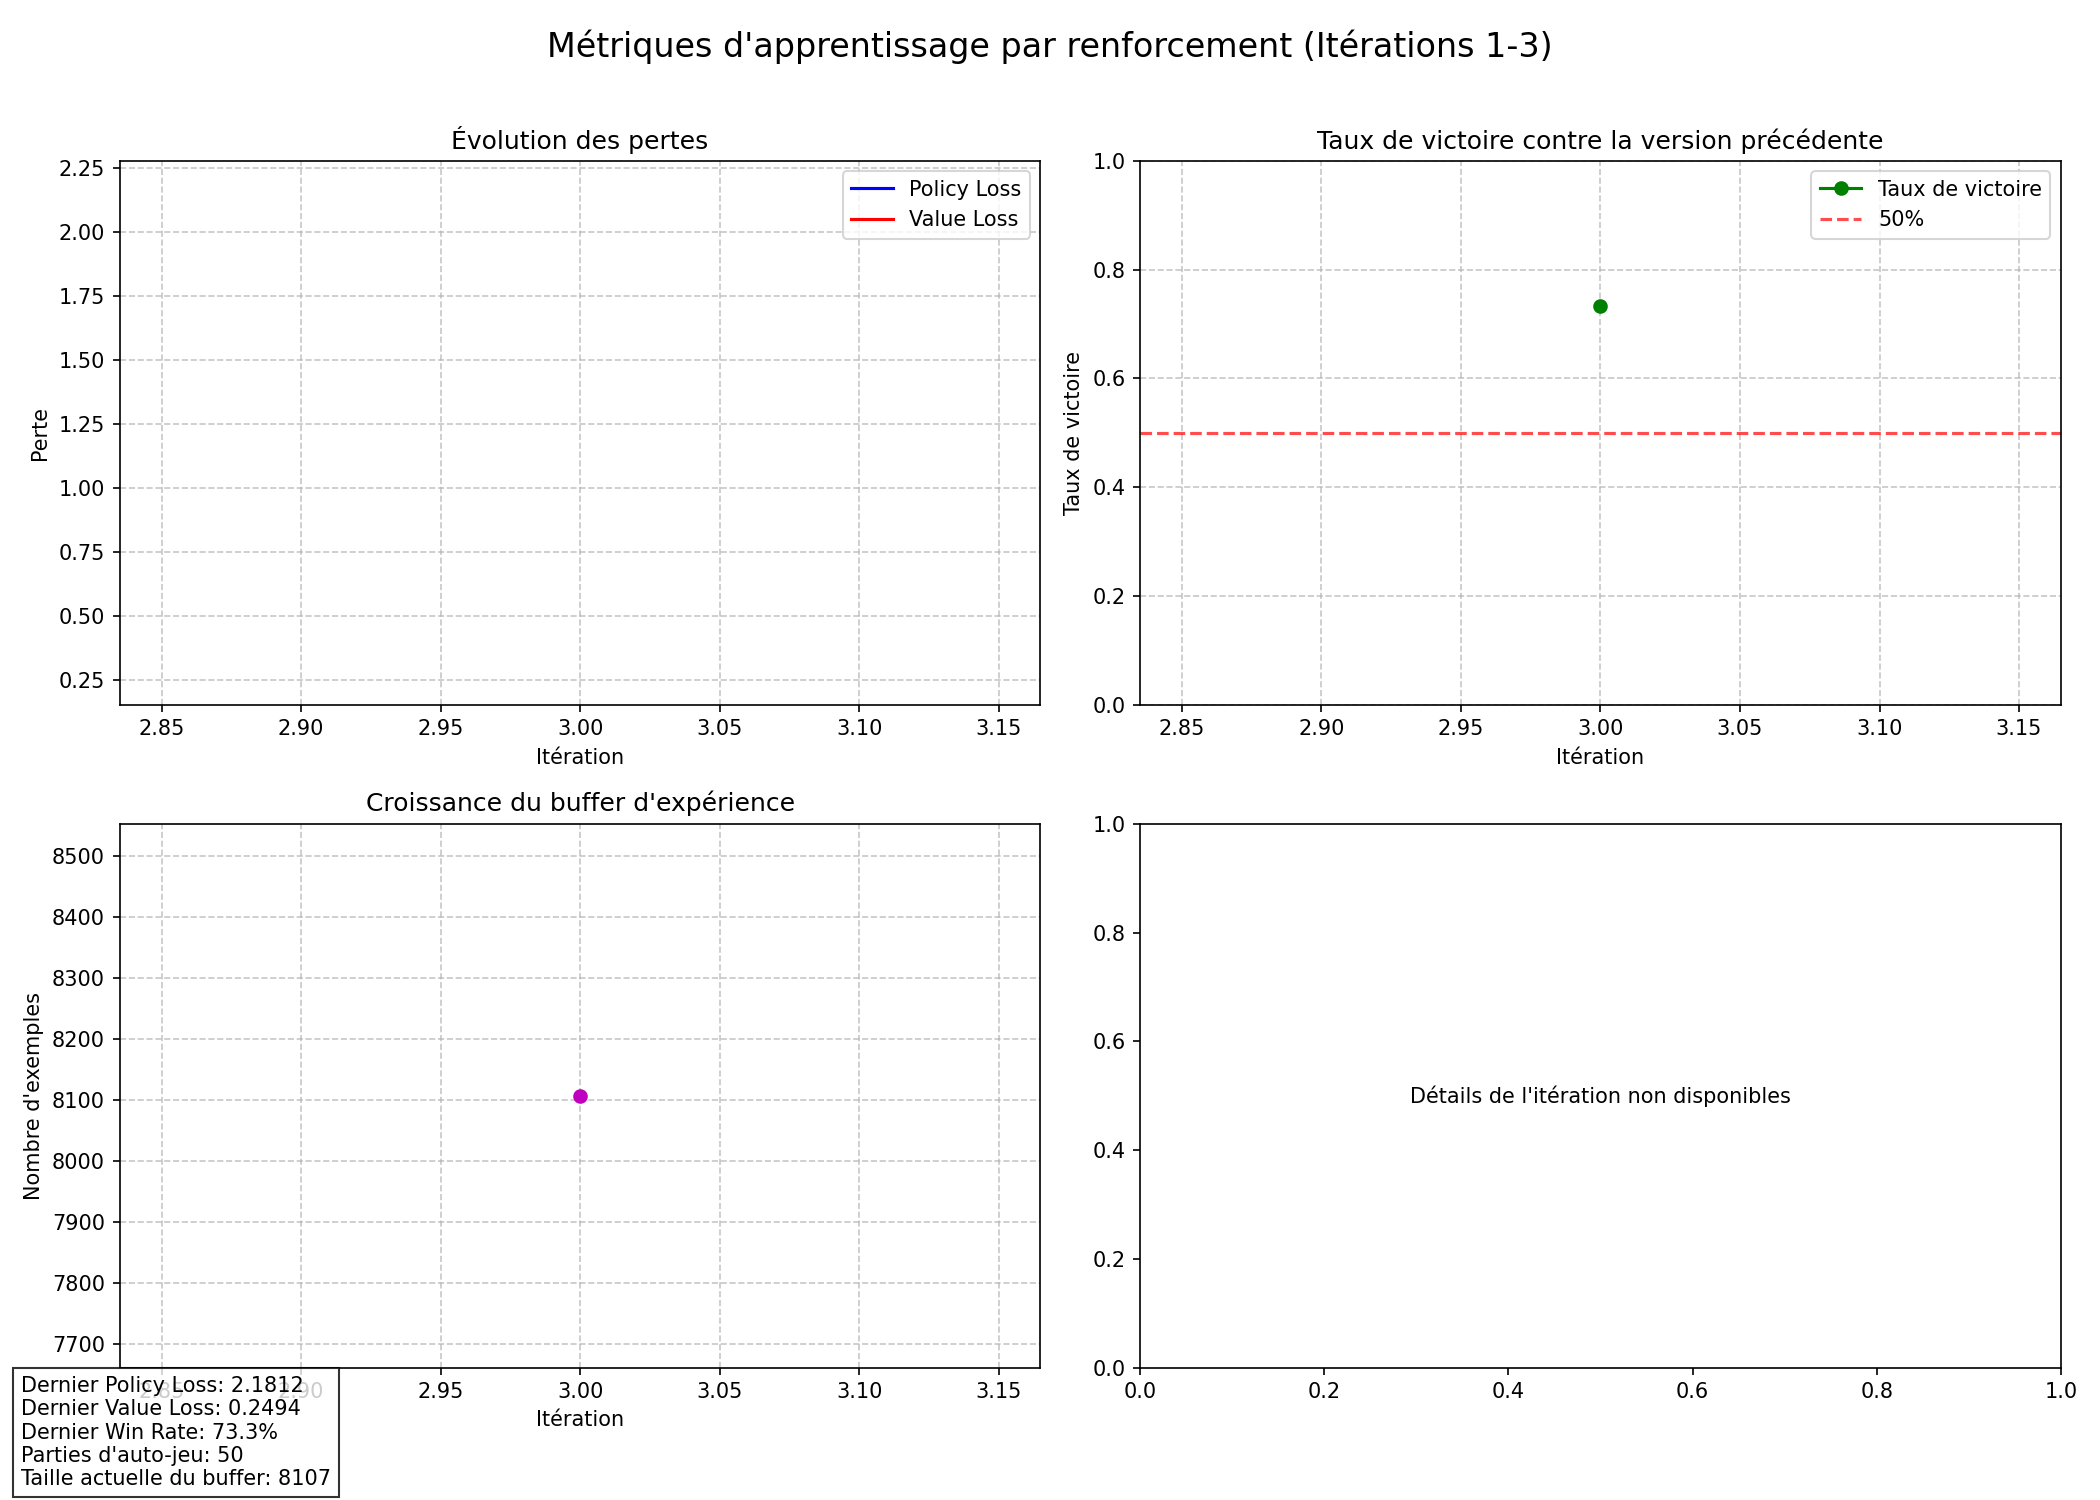 Métriques d'apprentissage par renforcement (Itérations 1-3)
Évolution des pertes
2.25
2.00
1.75
1.50
1.25
1.00
0.75
0.50
0.25
Perte
Policy Loss
Value Loss
2.85 2.90 2.95 3.00 3.05 3.10 3.15
Itération
Taux de victoire contre la version précédente
1.0
0.8
0.6
0.4
0.2
0.0
Taux de victoire
Taux de victoire
50%
2.85 2.90 2.95 3.00 3.05 3.10 3.15
Itération
Croissance du buffer d'expérience
8500
8400
8300
8200
8100
8000
7900
7800
7700
Nombre d'exemples
2.85 2.90 2.95 3.00 3.05 3.10 3.15
Itération
1.0
0.8
0.6
0.4
0.2
0.0
Détails de l'itération non disponibles
0.0 0.2 0.4 0.6 0.8 1.0
Dernier Policy Loss: 2.1812
Dernier Value Loss: 0.2494
Dernier Win Rate: 73.3%
Parties d'auto-jeu: 50
Taille actuelle du buffer: 8107